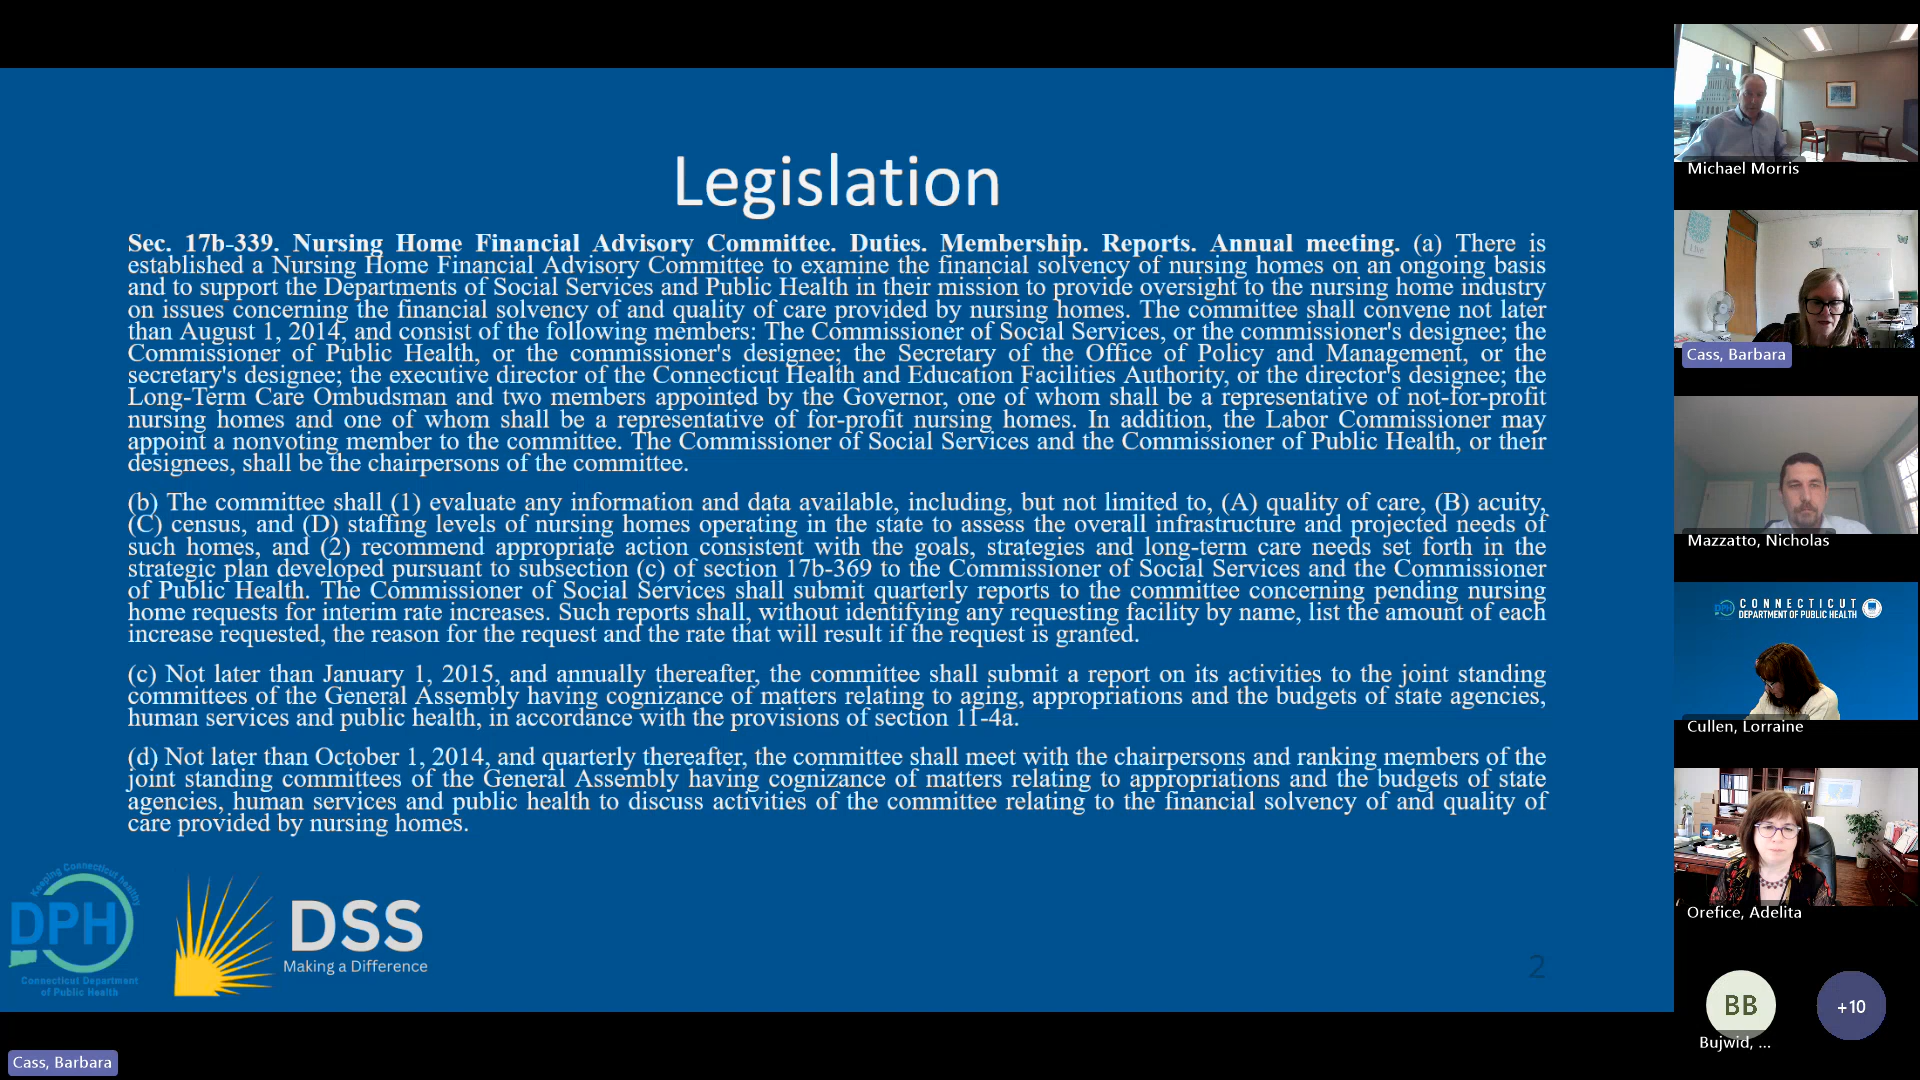 Legislation
Sec. 17b-339. Nursing Home Financial Advisory Committee. Duties. Membership. Reports. Annual meeting. (a) There is
established a Nursing Home Financial Advisory Committee to examine the financial solvency of nursing homes on an ongoing basis
and to support the Departments of Social Services and Public Health in their mission to provide oversight to the nursing home industry
on issues concerning the financial solvency of and quality of care provided by nursing homes. The committee shall convene not later
than August 1, 2014, and consist of the following members: The Commissioner of Social Services, or the commissioner's designee; the
Commissioner of Public Health, or the commissioner's designee; the Secretary of the Office of Policy and Management, or the
secretary's designee; the executive director of the Connecticut Health and Education Facilities Authority, or the director's designee; the
Long-Term Care Ombudsman and two members appointed by the Governor, one of whom shall be a representative of not-for-profit
nursing homes and one of whom shall be a representative of for-profit nursing homes. In addition, the Labor Commissioner may
appoint a nonvoting member to the committee. The Commissioner of Social Services and the Commissioner of Public Health, or their
designees, shall be the chairpersons of the committee.
(b) The committee shall (1) evaluate any information and data available, including, but not limited to, (A) quality of care, (B) acuity,
(C) census, and (D) staffing levels of nursing homes operating in the state to assess the overall infrastructure and projected needs of
such homes, and (2) recommend appropriate action consistent with the goals, strategies and long-term care needs set forth in the
strategic plan developed pursuant to subsection (c) of section 17b-369 to the Commissioner of Social Services and the Commissioner
of Public Health. The Commissioner of Social Services shall submit quarterly reports to the committee concerning pending nursing
home requests for interim rate increases. Such reports shall, without identifying any requesting facility by name, list the amount of each
increase requested, the reason for the request and the rate that will result if the request is granted.
(c) Not later than January 1, 2015, and annually thereafter, the committee shall submit a report on its activities to the joint standing
committees of the General Assembly having cognizance of matters relating to aging, appropriations and the budgets of state agencies,
human services and public health, in accordance with the provisions of section 11-4a.
(d) Not later than October 1, 2014, and quarterly thereafter, the committee shall meet with the chairpersons and ranking members of the
joint standing committees of the General Assembly having cognizance of matters relating to appropriations and the budgets of state
agencies, human services and public health to discuss activities of the committee relating to the financial solvency of and quality of
care provided by nursing homes.
Keeping Connecticut healthy
DPH
Connecticut Department
of Public Health
DSS
Making a Difference
2
Cass, Barbara
Michael Morris
Cass, Barbara
Mazzatto, Nicholas
DPH
CONNECTICUT
DEPARTMENT OF PUBLIC HEALTH
Cullen, Lorraine
Orefice, Adelita
BB
Bujwid, ...
+10